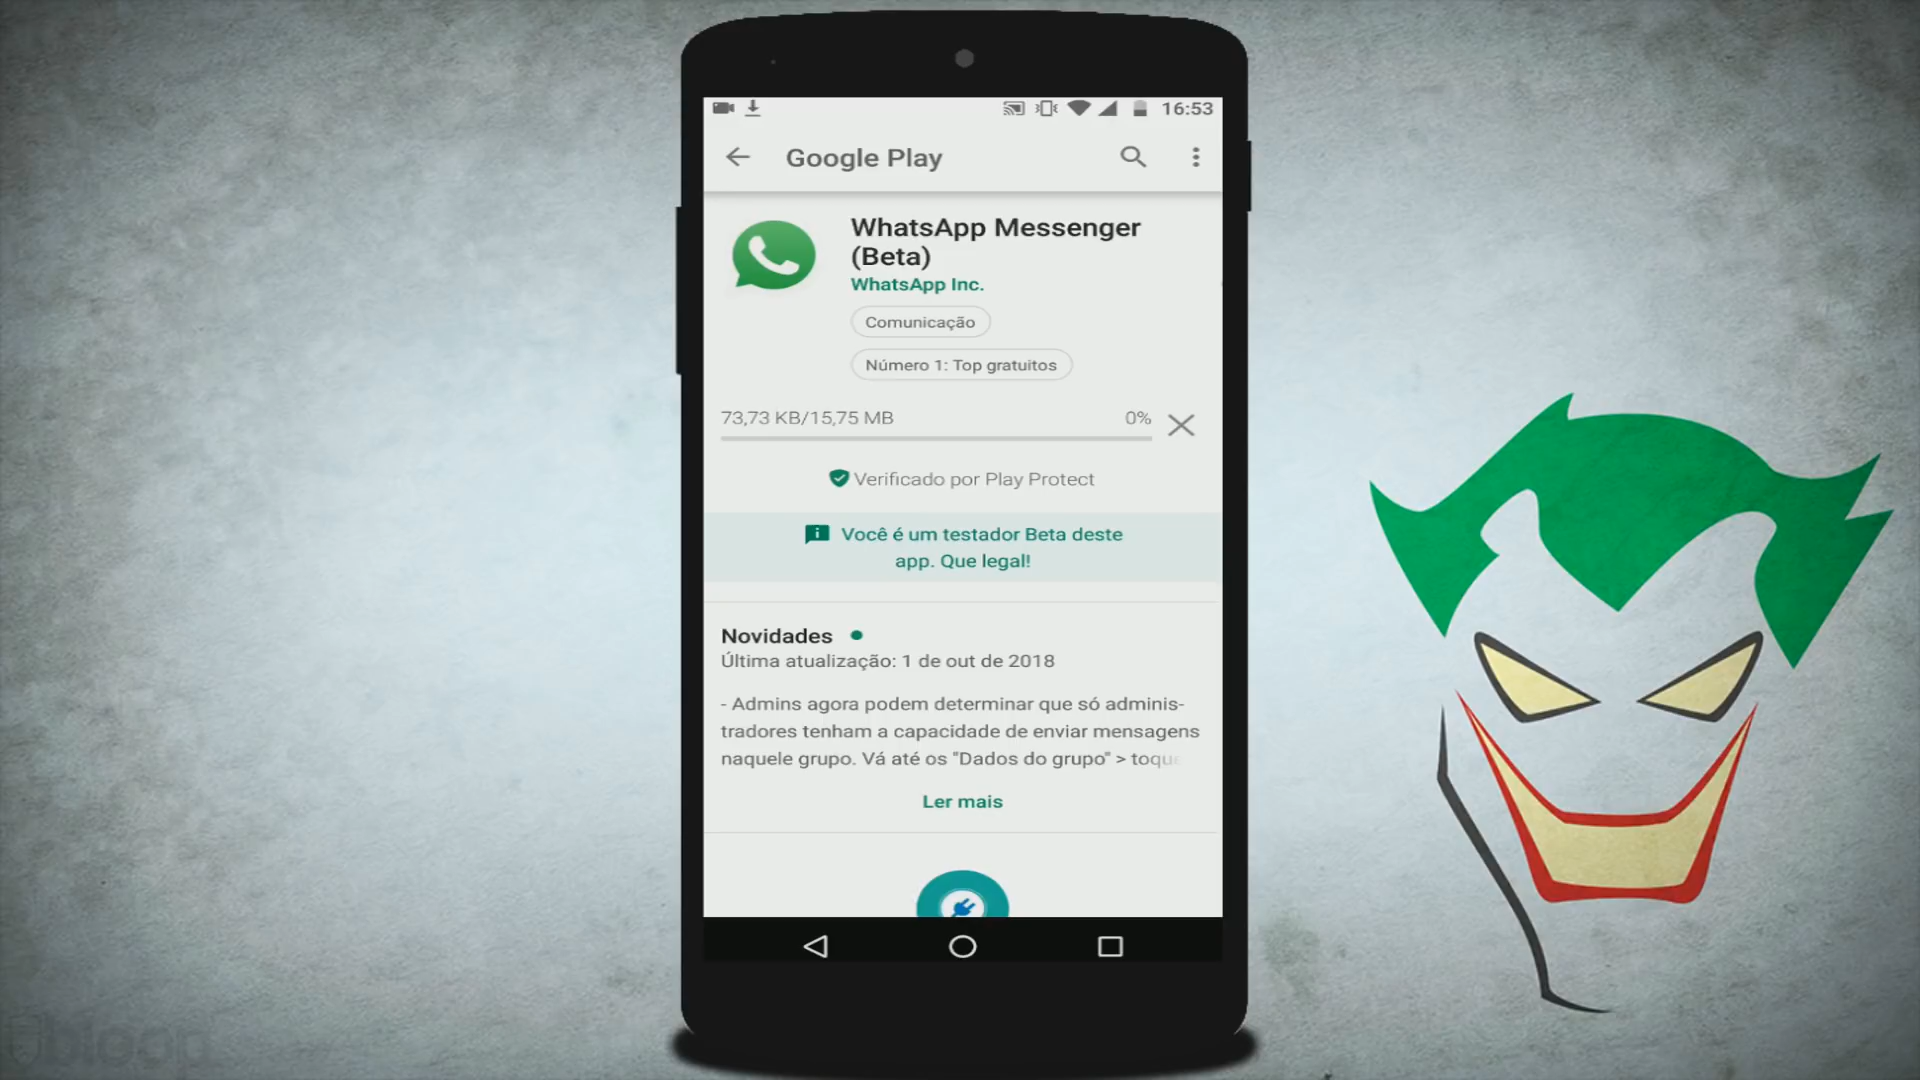 16:53
Google Play
WhatsApp Messenger
(Beta)
WhatsApp Inc.
Comunicação
Número 1: Top gratuitos
73,73 KB/15,75 MB 0%
Verificado por Play Protect
Você é um testador Beta deste
app. Que legal!
Novidades
Última atualização: 1 de out de 2018
- Admins agora podem determinar que só adminis-
tradores tenham a capacidade de enviar mensagens
naquele grupo. Vá até os "Dados do grupo" > toque
Ler mais